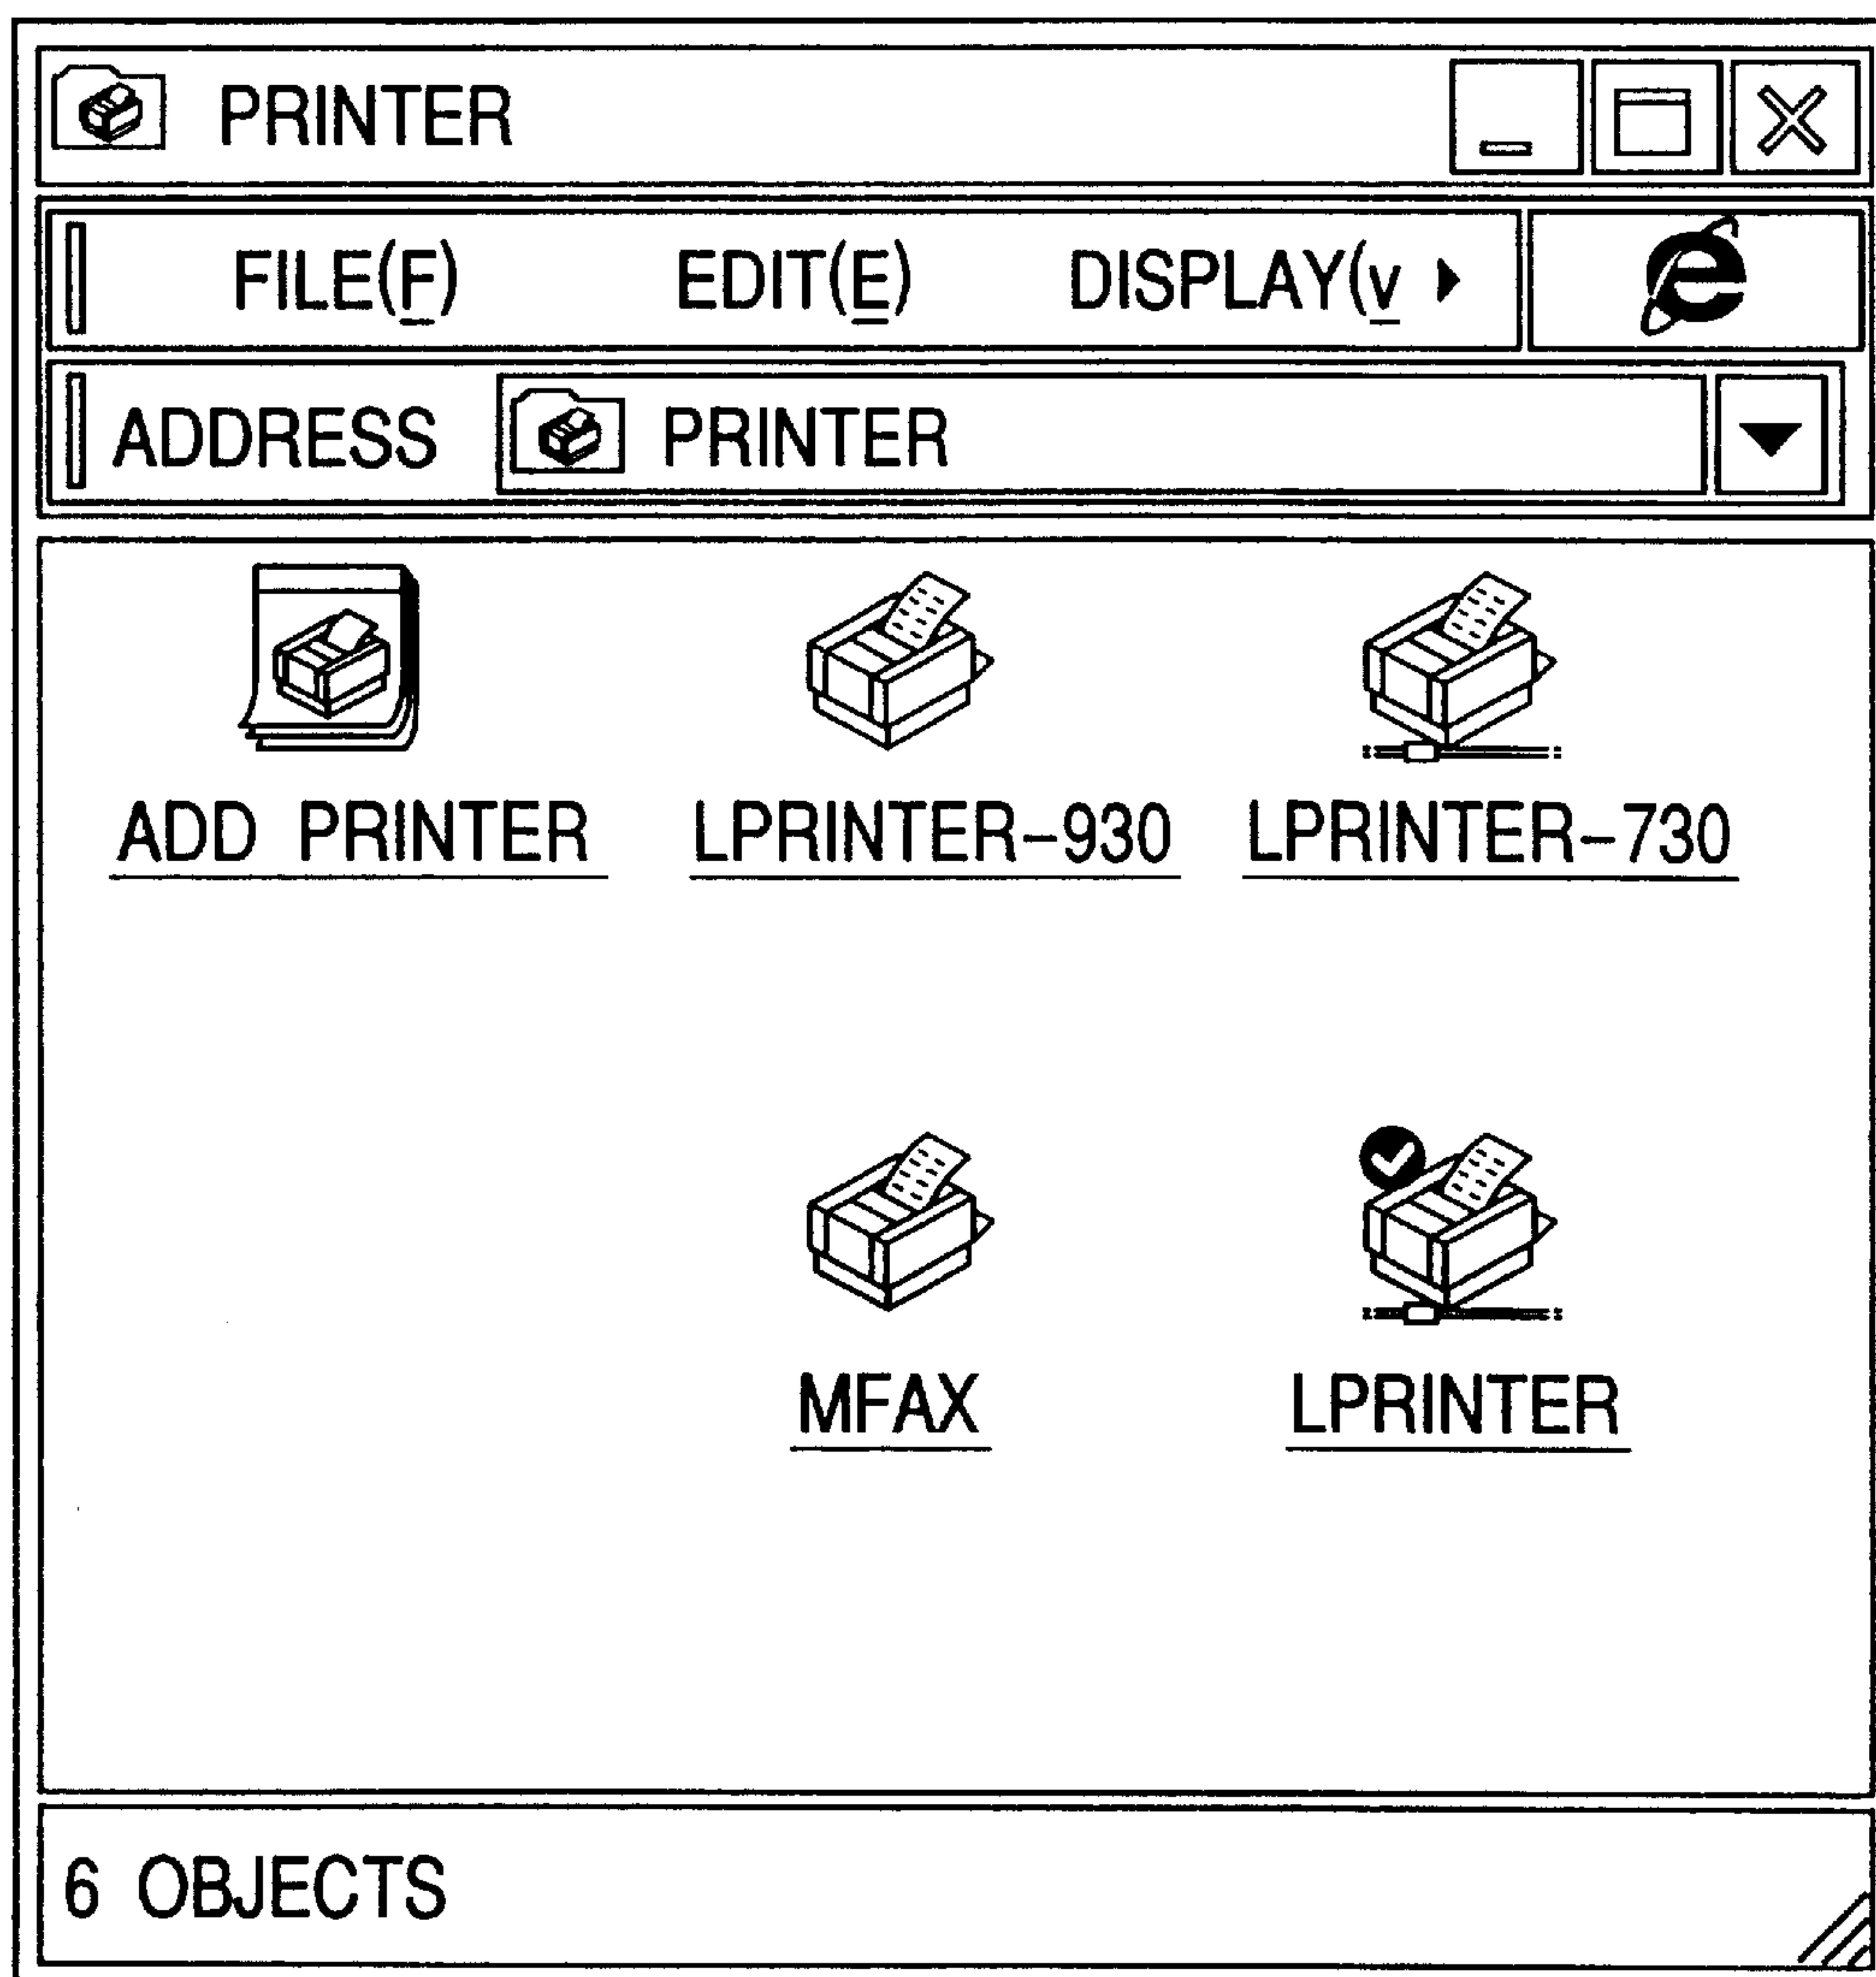 PRINTER
FILE(F) EDIT(E) DISPLAY(v
ADDRESS PRINTER
ADD PRINTER LPRINTER-930 LPRINTER-730
MFAX LPRINTER
6 OBJECTS